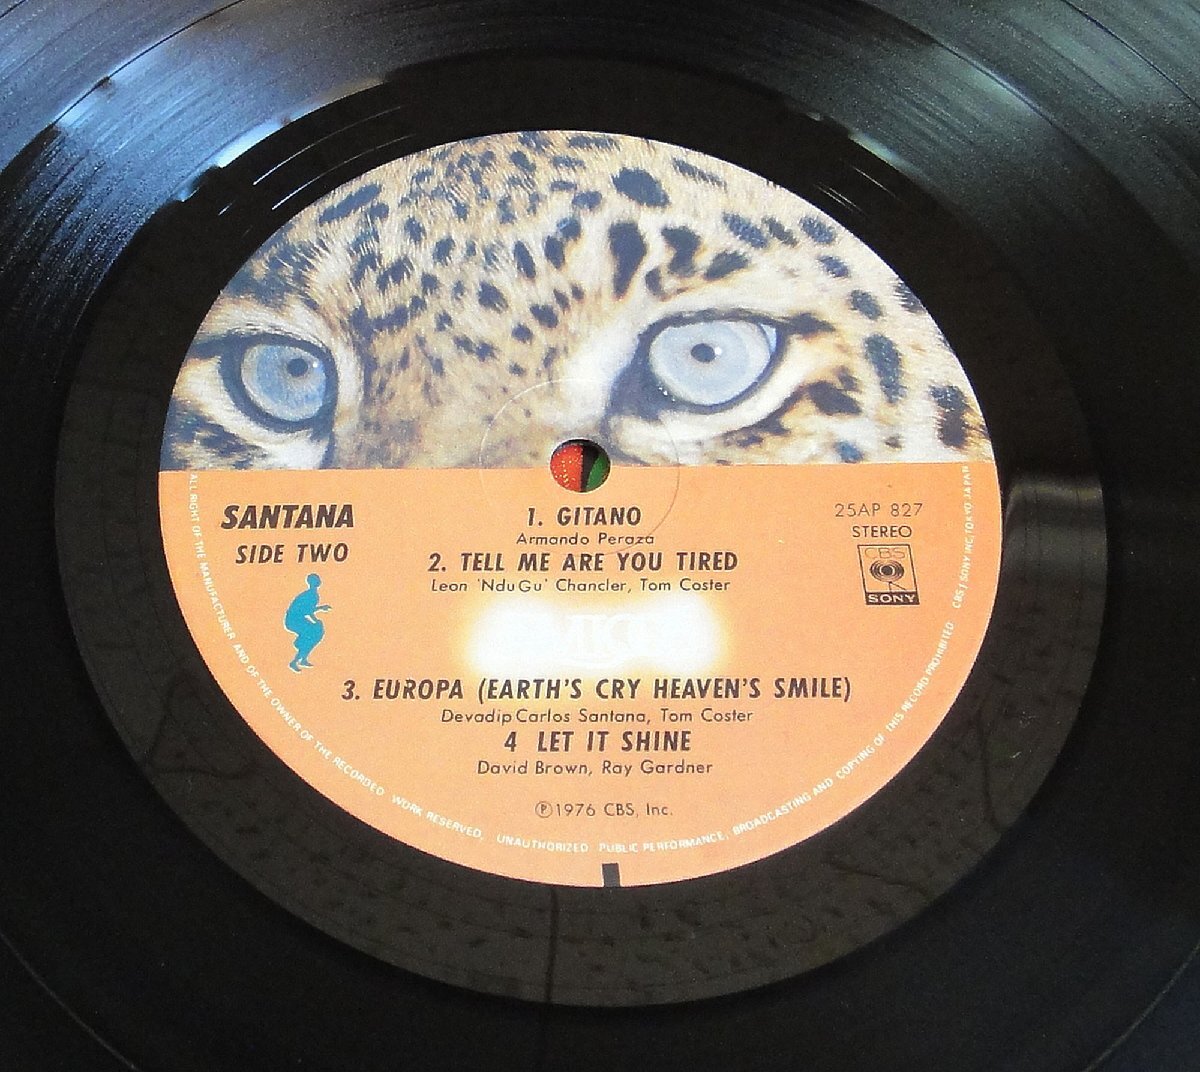 SANTANA
SIDE TWO
1. GITANO
Armando Peraza
2. TELL ME ARE YOU TIRED
Leon 'NduGu' Chancler, Tom Coster
3. EUROPA (EARTH'S CRY HEAVEN'S SMILE)
Devadip Carlos Santana, Tom Coster
4 LET IT SHINE
David Brown, Ray Gardner
℗1976 CBS, Inc.
25AP 827
STEREO
CBS
SONY
ALL RIGHT OF THE MANUFACTURER AND OF THE OWNER OF THE RECORDED WORK RESERVED, UNAUTHORIZED PUBLIC PERFORMANCE, BROADCASTING AND COPYING OF THIS RECORD PROHIBITED CBS/SONY INC. TOKYO JAPAN